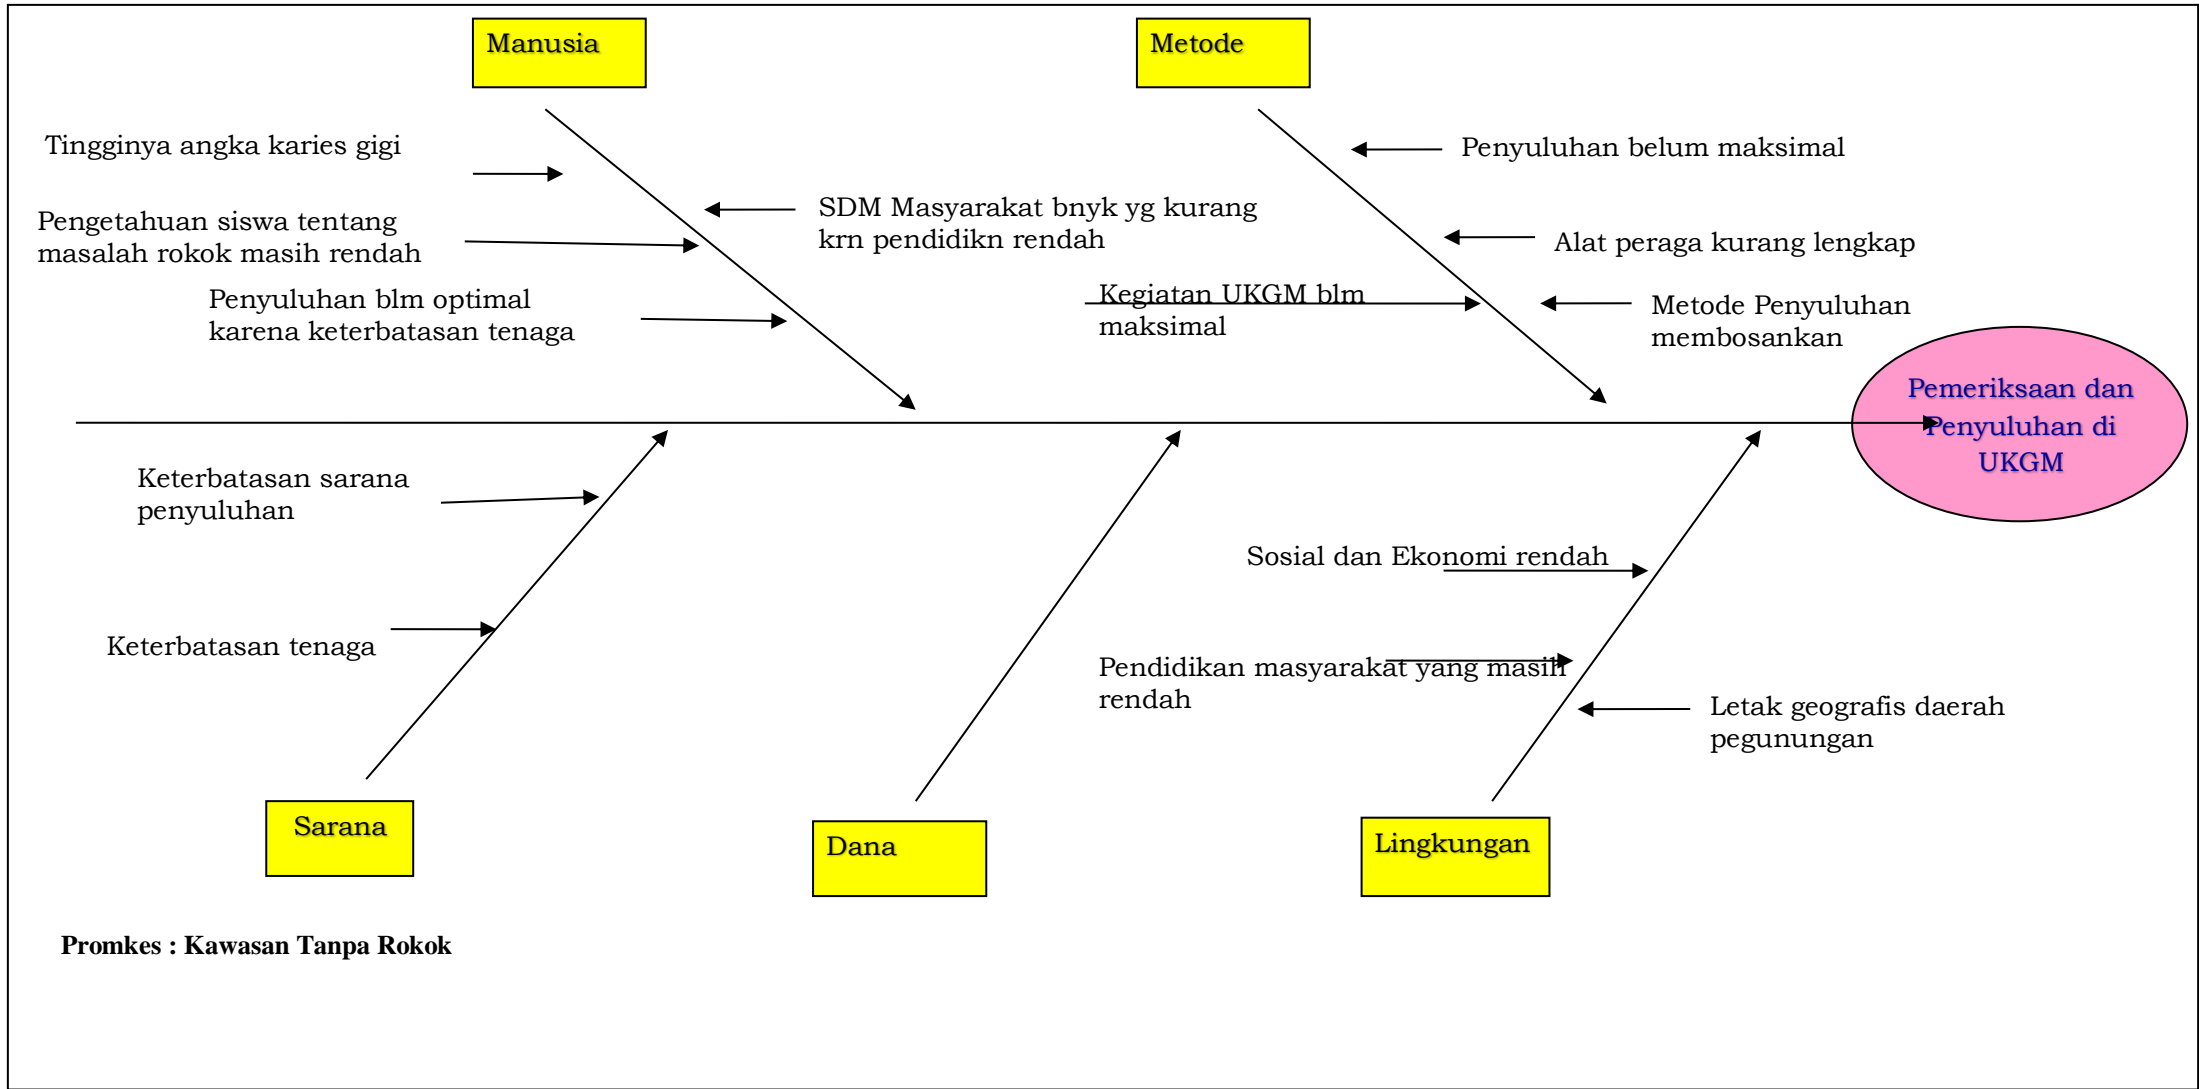 Manusia
Metode
Tingginya angka karies gigi
Penyuluhan belum maksimal
Pengetahuan siswa tentang
masalah rokok masih rendah
SDM Masyarakat bnyk yg kurang
krn pendidikn rendah
Alat peraga kurang lengkap
Penyuluhan blm optimal
karena keterbatasan tenaga
Kegiatan UKGM blm
maksimal
Metode Penyuluhan
membosankan
Pemeriksaan dan
Penyuluhan di
UKGM
Keterbatasan sarana
penyuluhan
Sosial dan Ekonomi rendah
Keterbatasan tenaga
Pendidikan masyarakat yang masih
rendah
Letak geografis daerah
pegunungan
Sarana
Dana
Lingkungan
Promkes : Kawasan Tanpa Rokok